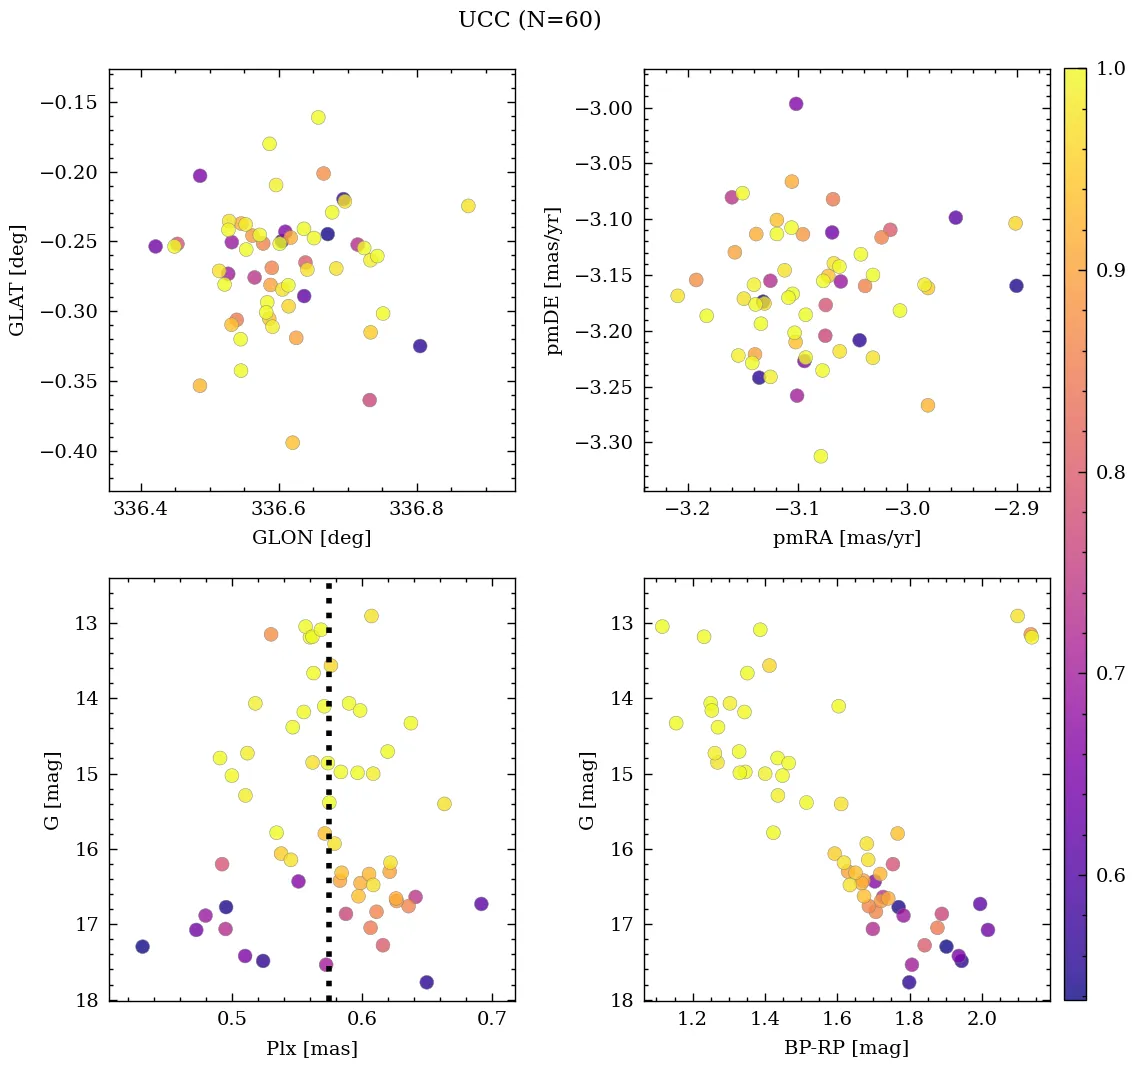 UCC (N=60)
−0.15
−0.20
−0.25
−0.30
−0.35
−0.40
GLAT [deg]
336.4 336.6 336.8
GLON [deg]
−3.00
−3.05
−3.10
−3.15
−3.20
−3.25
−3.30
pmDE [mas/yr]
−3.2 −3.1 −3.0 −2.9
pmRA [mas/yr]
1.0
0.9
0.8
0.7
0.6
13
14
15
16
17
18
G [mag]
0.5 0.6 0.7
Plx [mas]
13
14
15
16
17
18
G [mag]
1.2 1.4 1.6 1.8 2.0
BP-RP [mag]